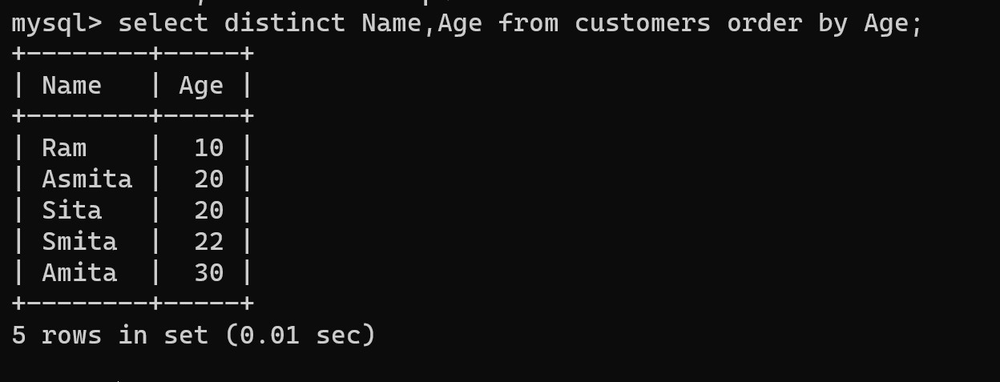 mysql> select distinct Name,Age from customers order by Age;
+--------+-----+
| Name   | Age |
+--------+-----+
| Ram    |  10 |
| Asmita |  20 |
| Sita   |  20 |
| Smita  |  22 |
| Amita  |  30 |
+--------+-----+
5 rows in set (0.01 sec)